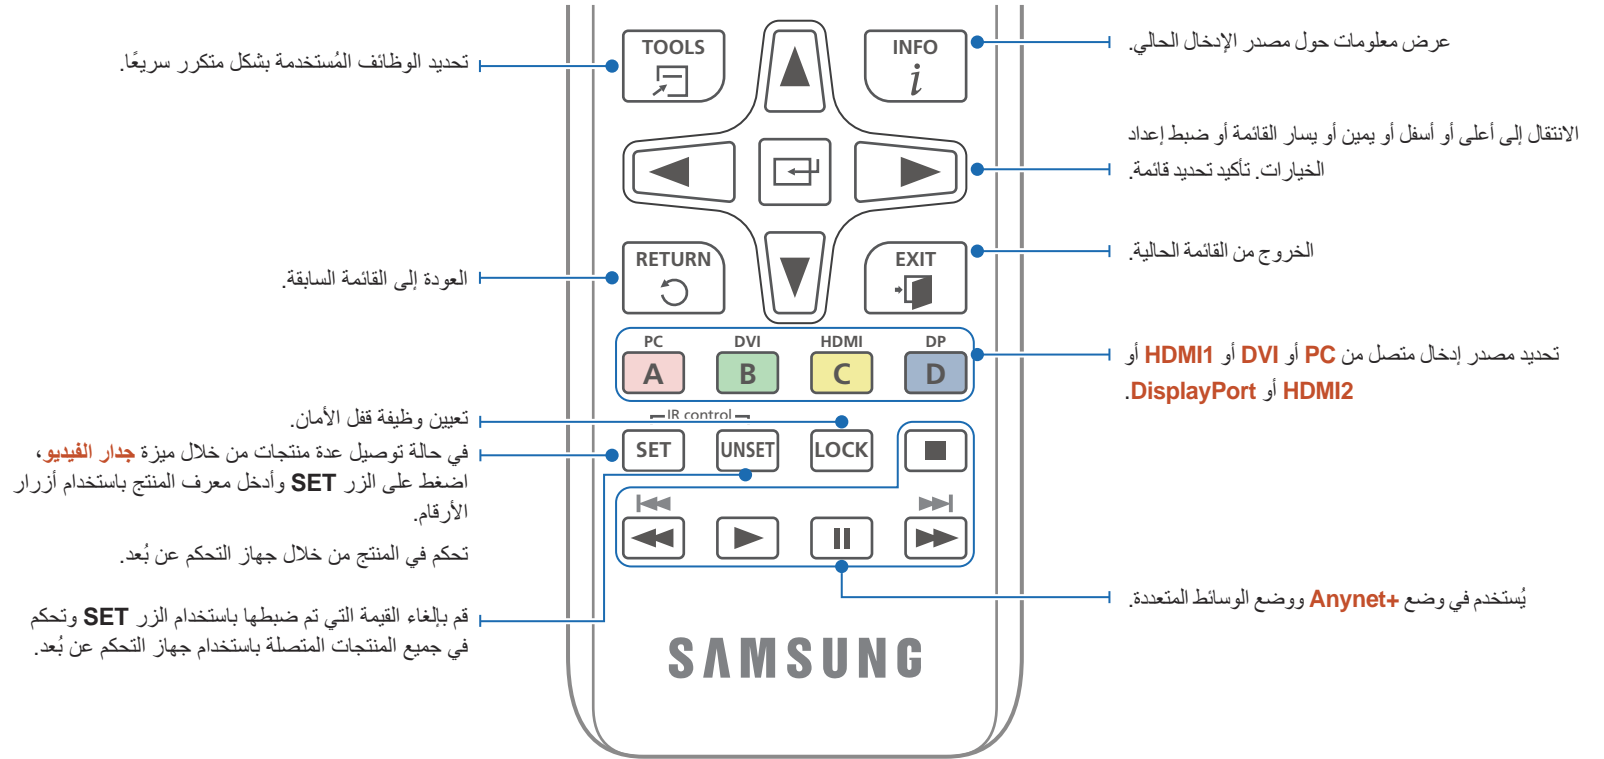 تحديد الوظائف المُستخدمة بشكل متكرر سريعًا.
العودة إلى القائمة السابقة.
تعيين وظيفة قفل الأمان.
في حالة توصيل عدة منتجات من خلال ميزة جدار الفيديو،
اضغط على الزر SET وأدخل معرف المنتج باستخدام أزرار
الأرقام.
تحكم في المنتج من خلال جهاز التحكم عن بُعد.
قم بإلغاء القيمة التي تم ضبطها باستخدام الزر SET وتحكم
في جميع المنتجات المتصلة باستخدام جهاز التحكم عن بُعد.
TOOLS
INFO
i
RETURN
EXIT
PC DVI HDMI DP
A B C D
IR control
SET UNSET LOCK
SAMSUNG
عرض معلومات حول مصدر الإدخال الحالي.
الانتقال إلى أعلى أو أسفل أو يمين أو يسار القائمة أو ضبط إعداد
الخيارات. تأكيد تحديد قائمة.
الخروج من القائمة الحالية.
تحديد مصدر إدخال متصل من PC أو DVI أو HDMI1 أو
HDMI2 أو DisplayPort.
يُستخدم في وضع Anynet+ ووضع الوسائط المتعددة.